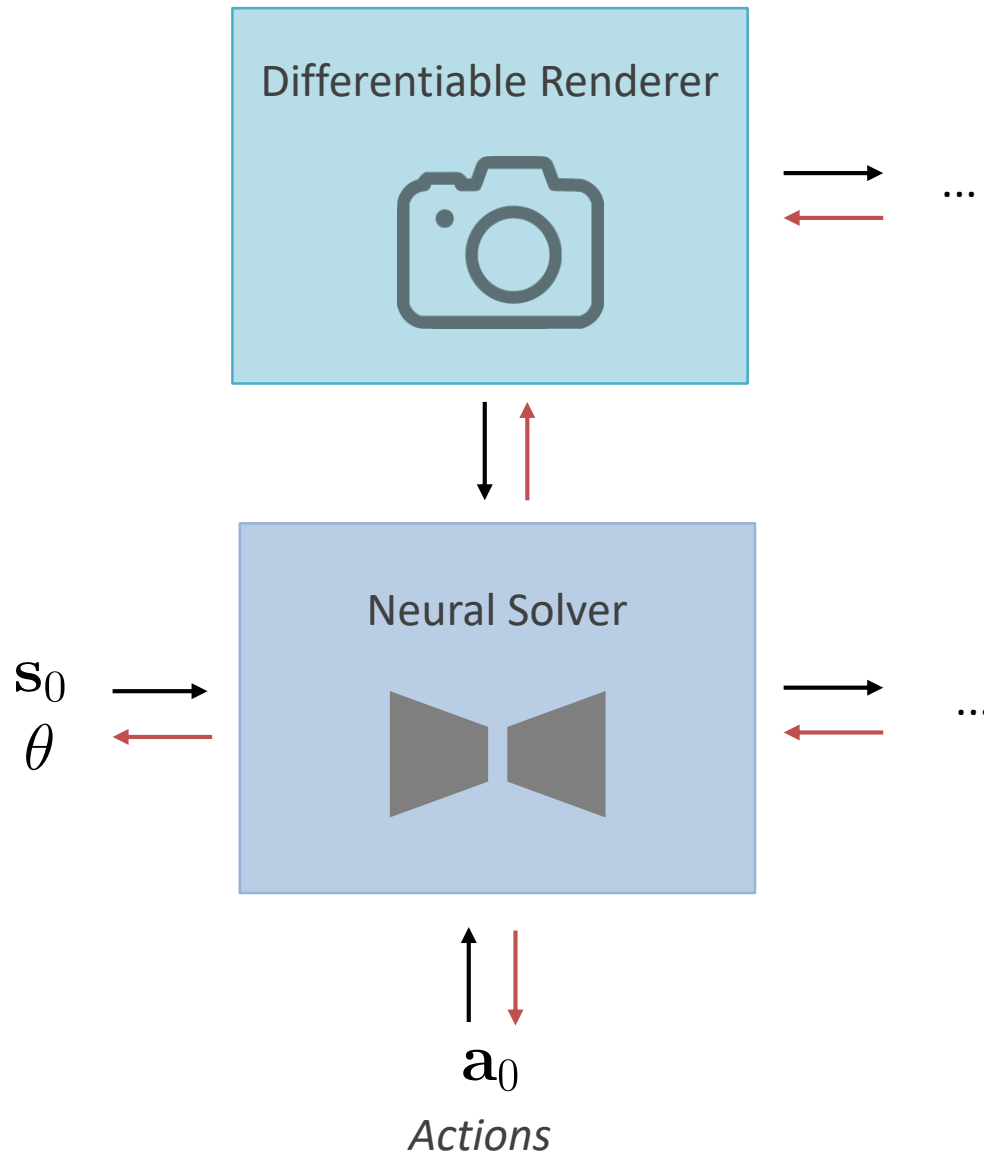 Differentiable Renderer
...
Neural Solver
s₀
θ
...
a₀
Actions